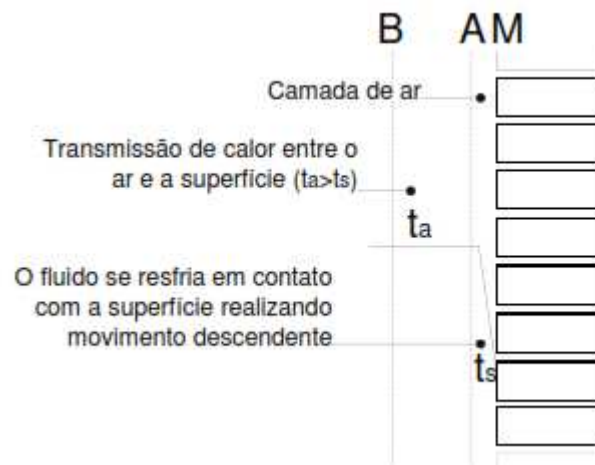 B A M
Camada de ar
Transmissão de calor entre o
ar e a superfície (ta>ts)
ta
O fluido se resfria em contato
com a superfície realizando
movimento descendente
ts